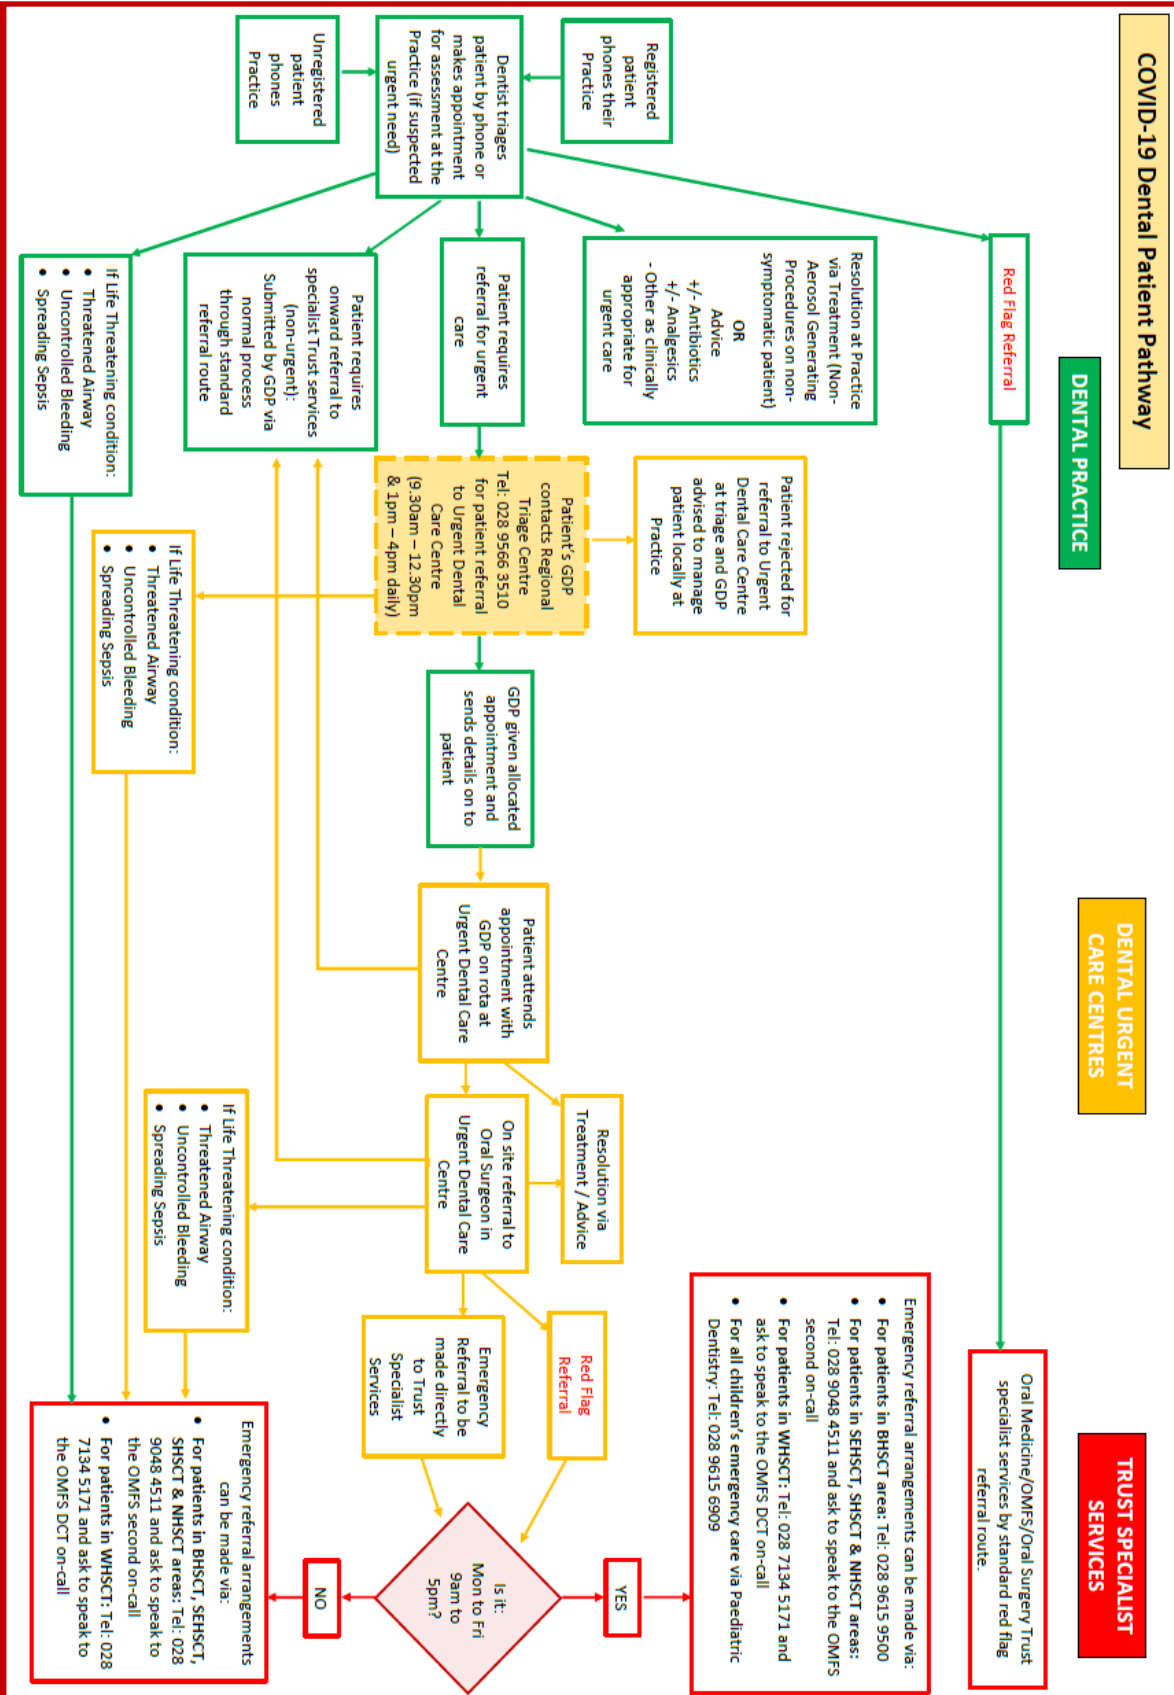 COVID-19 Dental Patient Pathway
DENTAL PRACTICE
DENTAL URGENT
CARE CENTRES
TRUST SPECIALIST
SERVICES
Registered
patient
phones their
Practice
Dentist triages
patient by phone or
makes appointment
for assessment at the
Practice (if suspected
urgent need)
Unregistered
patient
phones
Practice
Red Flag Referral
Resolution at Practice
via Treatment (Non-
Aerosol Generating
Procedures on non-
symptomatic patient)
OR
Advice
+/- Antibiotics
+/- Analgesics
- Other as clinically
appropriate for
urgent care
Patient requires
referral for urgent
care
Patient requires
onward referral to
specialist Trust services
(non-urgent):
Submitted by GDP via
normal process
through standard
referral route
If Life Threatening condition:
• Threatened Airway
• Uncontrolled Bleeding
• Spreading Sepsis
Patient rejected for
referral to Urgent
Dental Care Centre
at triage and GDP
advised to manage
patient locally at
Practice
Patient's GDP
contacts Regional
Triage Centre
Tel: 028 9566 3510
for patient referral
to Urgent Dental
Care Centre
(9.30am – 12.30pm
& 1pm – 4pm daily)
If Life Threatening condition:
• Threatened Airway
• Uncontrolled Bleeding
• Spreading Sepsis
GDP given allocated
appointment and
sends details on to
patient
Patient attends
appointment with
GDP on rota at
Urgent Dental Care
Centre
Resolution via
Treatment / Advice
On site referral to
Oral Surgeon in
Urgent Dental Care
Centre
If Life Threatening condition:
• Threatened Airway
• Uncontrolled Bleeding
• Spreading Sepsis
Red Flag
Referral
Emergency
Referral to be
made directly
to Trust
Specialist
Services
Oral Medicine/OMFS/Oral Surgery Trust
specialist services by standard red flag
referral route.
Emergency referral arrangements can be made via:
• For patients in BHSCT area: Tel: 028 9615 9500
• For patients in SEHSCT, SHSCT & NHSCT areas:
Tel: 028 9048 4511 and ask to speak to the OMFS
second on-call
• For patients in WHSCT: Tel: 028 7134 5171 and
ask to speak to the OMFS DCT on-call
• For all children's emergency care via Paediatric
Dentistry: Tel: 028 9615 6909
YES
Is it:
Mon to Fri
9am to
5pm?
NO
Emergency referral arrangements
can be made via:
• For patients in BHSCT, SEHSCT,
SHSCT & NHSCT areas: Tel: 028
9048 4511 and ask to speak to
the OMFS second on-call
• For patients in WHSCT: Tel: 028
7134 5171 and ask to speak to
the OMFS DCT on-call